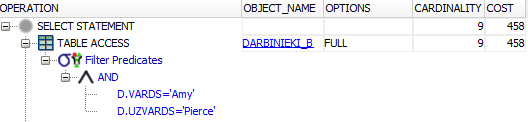 OPERATION OBJECT_NAME OPTIONS CARDINALITY COST
SELECT STATEMENT 9 458
TABLE ACCESS DARBINIEKI_B FULL 9 458
Filter Predicates
AND
D.VARDS='Amy'
D.UZVARDS='Pierce'